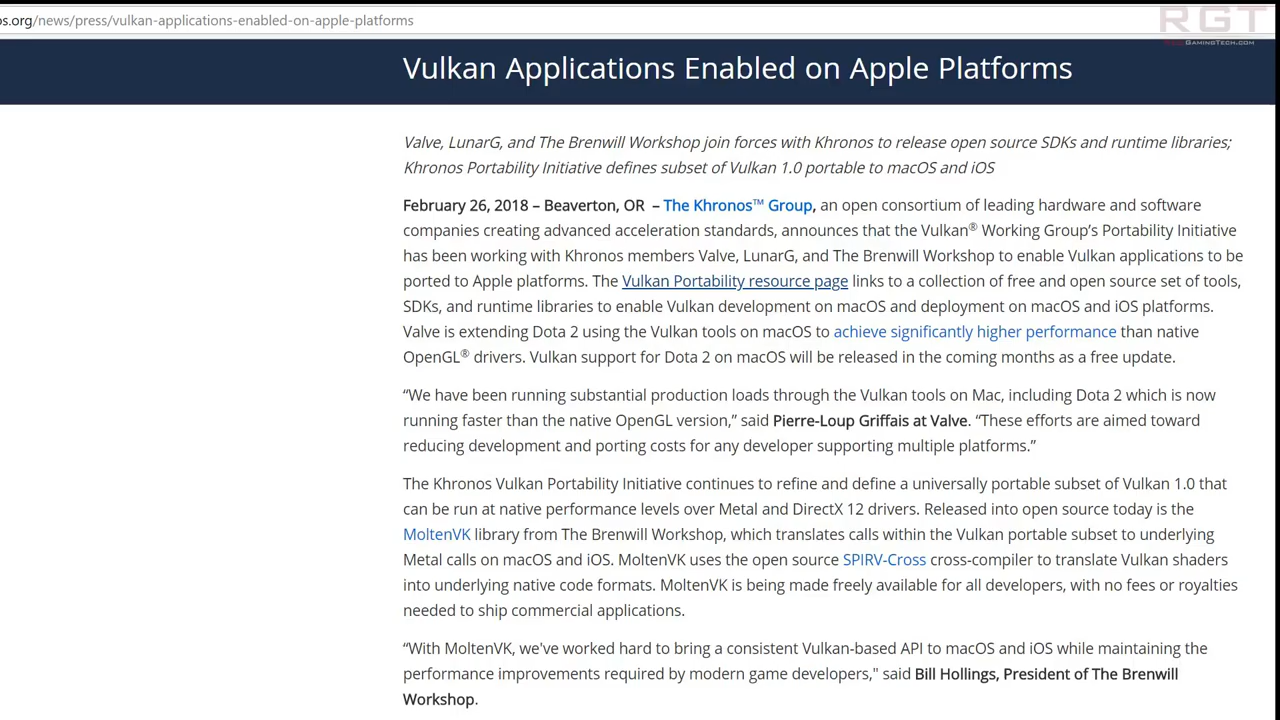 os.org/news/press/vulkan-applications-enabled-on-apple-platforms
RGT
GAMINGTECH.COM
Vulkan Applications Enabled on Apple Platforms
Valve, LunarG, and The Brenwill Workshop join forces with Khronos to release open source SDKs and runtime libraries;
Khronos Portability Initiative defines subset of Vulkan 1.0 portable to macOS and iOS
February 26, 2018 – Beaverton, OR – The Khronos™ Group, an open consortium of leading hardware and software
companies creating advanced acceleration standards, announces that the Vulkan® Working Group’s Portability Initiative
has been working with Khronos members Valve, LunarG, and The Brenwill Workshop to enable Vulkan applications to be
ported to Apple platforms. The Vulkan Portability resource page links to a collection of free and open source set of tools,
SDKs, and runtime libraries to enable Vulkan development on macOS and deployment on macOS and iOS platforms.
Valve is extending Dota 2 using the Vulkan tools on macOS to achieve significantly higher performance than native
OpenGL® drivers. Vulkan support for Dota 2 on macOS will be released in the coming months as a free update.
“We have been running substantial production loads through the Vulkan tools on Mac, including Dota 2 which is now
running faster than the native OpenGL version,” said Pierre-Loup Griffais at Valve. “These efforts are aimed toward
reducing development and porting costs for any developer supporting multiple platforms.”
The Khronos Vulkan Portability Initiative continues to refine and define a universally portable subset of Vulkan 1.0 that
can be run at native performance levels over Metal and DirectX 12 drivers. Released into open source today is the
MoltenVK library from The Brenwill Workshop, which translates calls within the Vulkan portable subset to underlying
Metal calls on macOS and iOS. MoltenVK uses the open source SPIRV-Cross cross-compiler to translate Vulkan shaders
into underlying native code formats. MoltenVK is being made freely available for all developers, with no fees or royalties
needed to ship commercial applications.
“With MoltenVK, we've worked hard to bring a consistent Vulkan-based API to macOS and iOS while maintaining the
performance improvements required by modern game developers," said Bill Hollings, President of The Brenwill
Workshop.